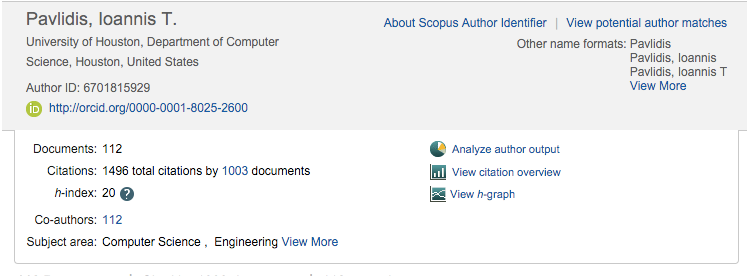 Pavlidis, Ioannis T.
University of Houston, Department of Computer
Science, Houston, United States
Author ID: 6701815929
iD http://orcid.org/0000-0001-8025-2600
About Scopus Author Identifier | View potential author matches
Other name formats: Pavlidis
Pavlidis, Ioannis
Pavlidis, Ioannis T
View More
Documents: 112
Citations: 1496 total citations by 1003 documents
h-index: 20 ?
Co-authors: 112
Subject area: Computer Science , Engineering View More
Analyze author output
View citation overview
View h-graph